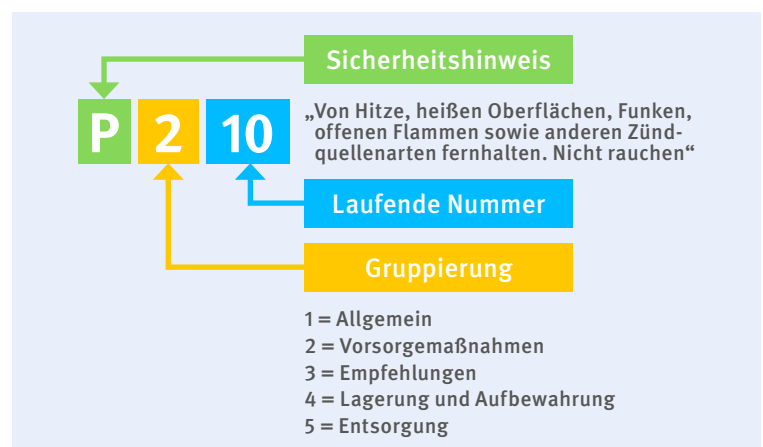 Sicherheitshinweis
P 2 10
„Von Hitze, heißen Oberflächen, Funken,
offenen Flammen sowie anderen Zünd-
quellenarten fernhalten. Nicht rauchen“
Laufende Nummer
Gruppierung
1 = Allgemein
2 = Vorsorgemaßnahmen
3 = Empfehlungen
4 = Lagerung und Aufbewahrung
5 = Entsorgung